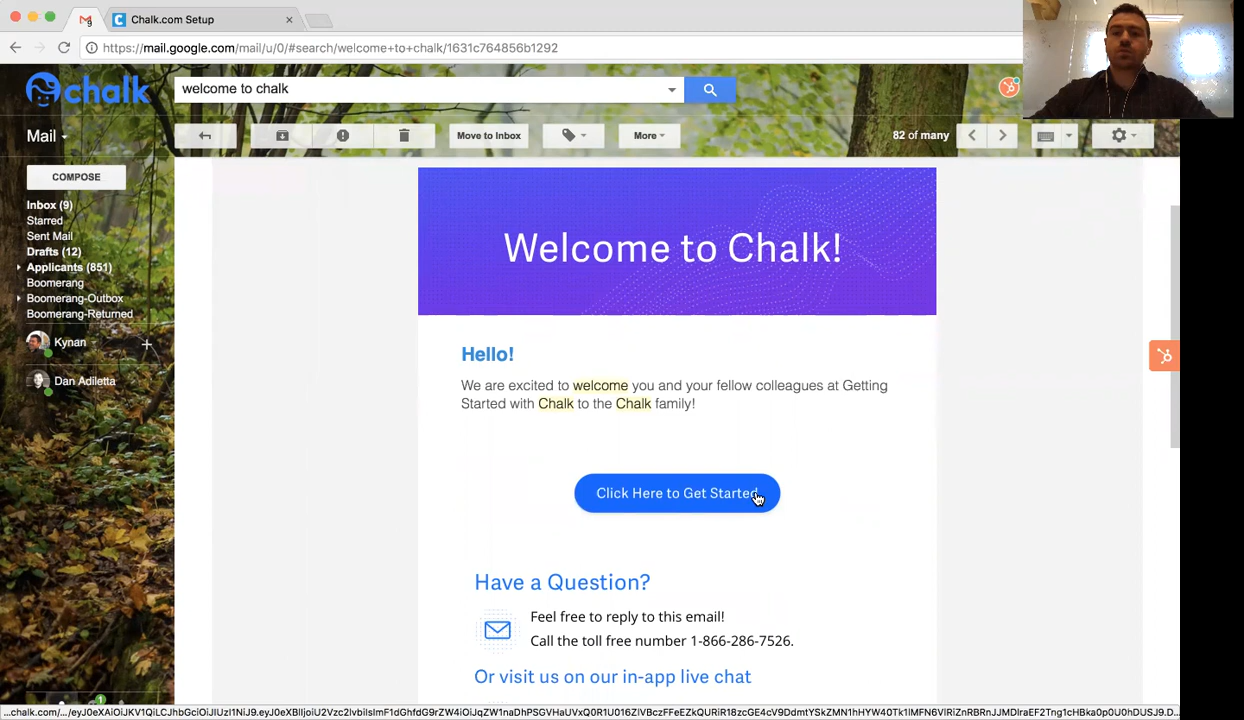 Chalk.com Setup
https://mail.google.com/mail/u/0/#search/welcome+to+chalk/1631c764856b1292
chalk
welcome to chalk
Mail
Move to Inbox
More
82 of many
COMPOSE
Inbox (9)
Starred
Sent Mail
Drafts (12)
Applicants (851)
Boomerang
Boomerang-Outbox
Boomerang-Returned
Kynan
Dan Adiletta
Welcome to Chalk!
Hello!
We are excited to welcome you and your fellow colleagues at Getting
Started with Chalk to the Chalk family!
Click Here to Get Started
Have a Question?
Feel free to reply to this email!
Call the toll free number 1-866-286-7526.
Or visit us on our in-app live chat
1